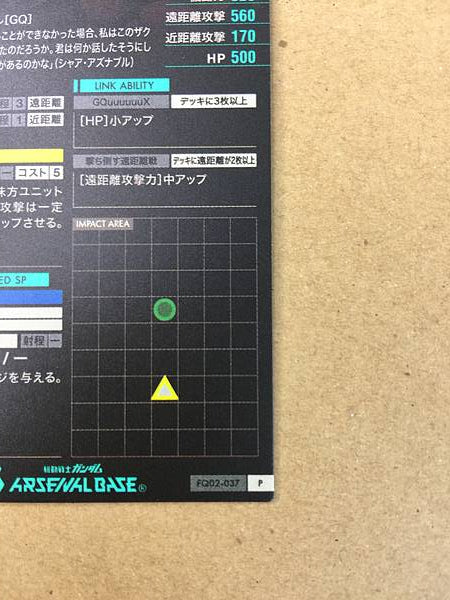 ル[GQ]
遠距離攻撃 560
ことができなかった場合、私はこのザク
近距離攻撃 170
たのだろうか。君は何か話したそうにし
があるのかな」(シャア・アズナブル)
HP 500
LINK ABILITY
3 遠距離
GQuuuuuuX デッキに3枚以上
1 近距離
[HP]小アップ
撃ち倒す遠距離戦 デッキに遠距離が2枚以上
コスト 5
[遠距離攻撃力]中アップ
味方ユニット
攻撃は一定
ップさせる。
IMPACT AREA
ED SP
射程 ー
/ ー
ジを与える。
機動戦士ガンダム
ARSENAL BASE®
FQ02-037 P